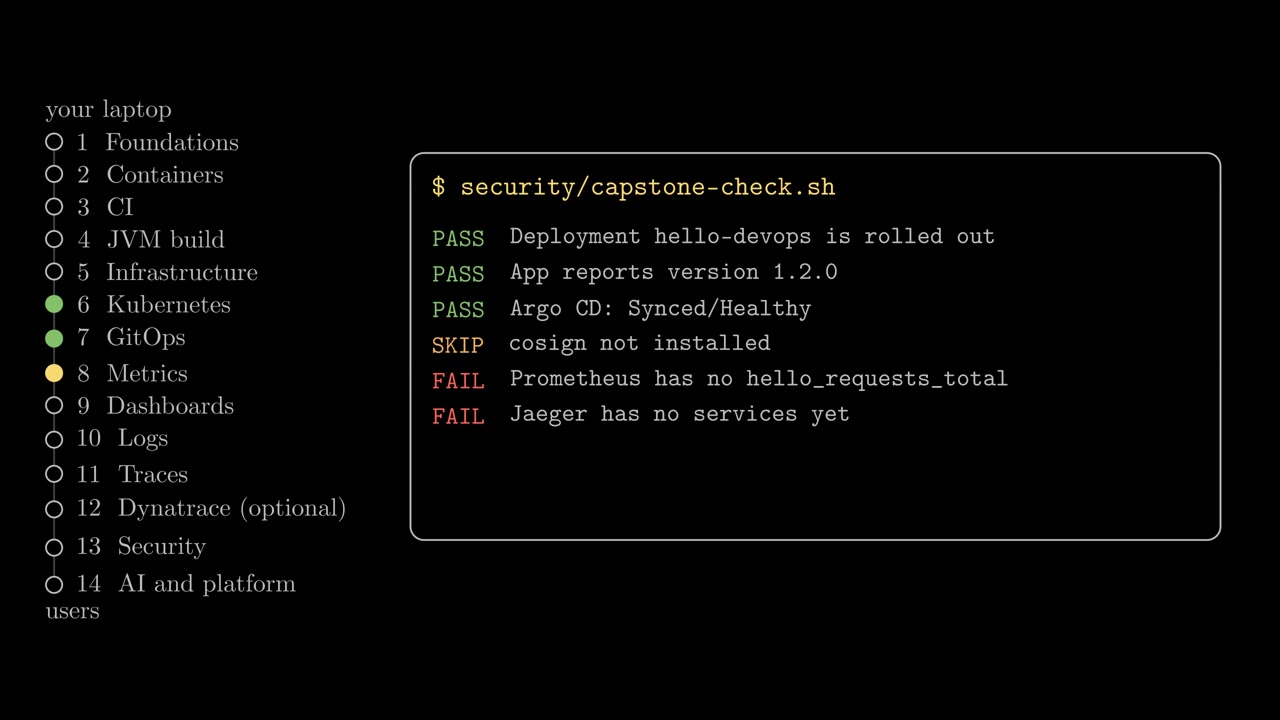 your laptop
1 Foundations
2 Containers
3 CI
4 JVM build
5 Infrastructure
6 Kubernetes
7 GitOps
8 Metrics
9 Dashboards
10 Logs
11 Traces
12 Dynatrace (optional)
13 Security
14 AI and platform
users
$ security/capstone-check.sh
PASS Deployment hello-devops is rolled out
PASS App reports version 1.2.0
PASS Argo CD: Synced/Healthy
SKIP cosign not installed
FAIL Prometheus has no hello_requests_total
FAIL Jaeger has no services yet